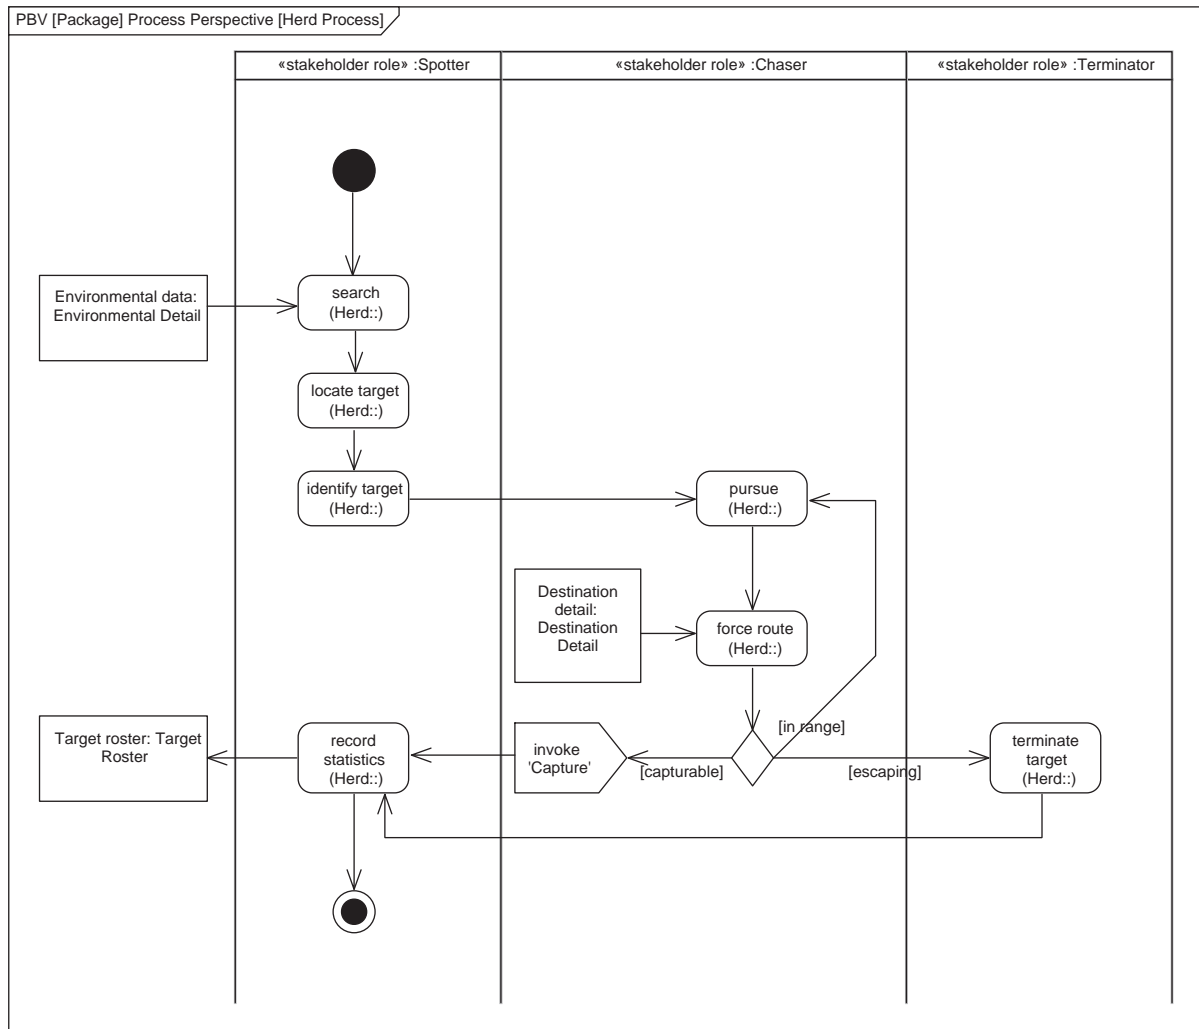 PBV [Package] Process Perspective [Herd Process]
«stakeholder role» :Spotter
«stakeholder role» :Chaser
«stakeholder role» :Terminator
Environmental data:
Environmental Detail
search
(Herd::)
locate target
(Herd::)
identify target
(Herd::)
pursue
(Herd::)
Destination
detail:
Destination
Detail
force route
(Herd::)
[in range]
Target roster: Target
Roster
record
statistics
(Herd::)
invoke
'Capture'
[capturable]
[escaping]
terminate
target
(Herd::)